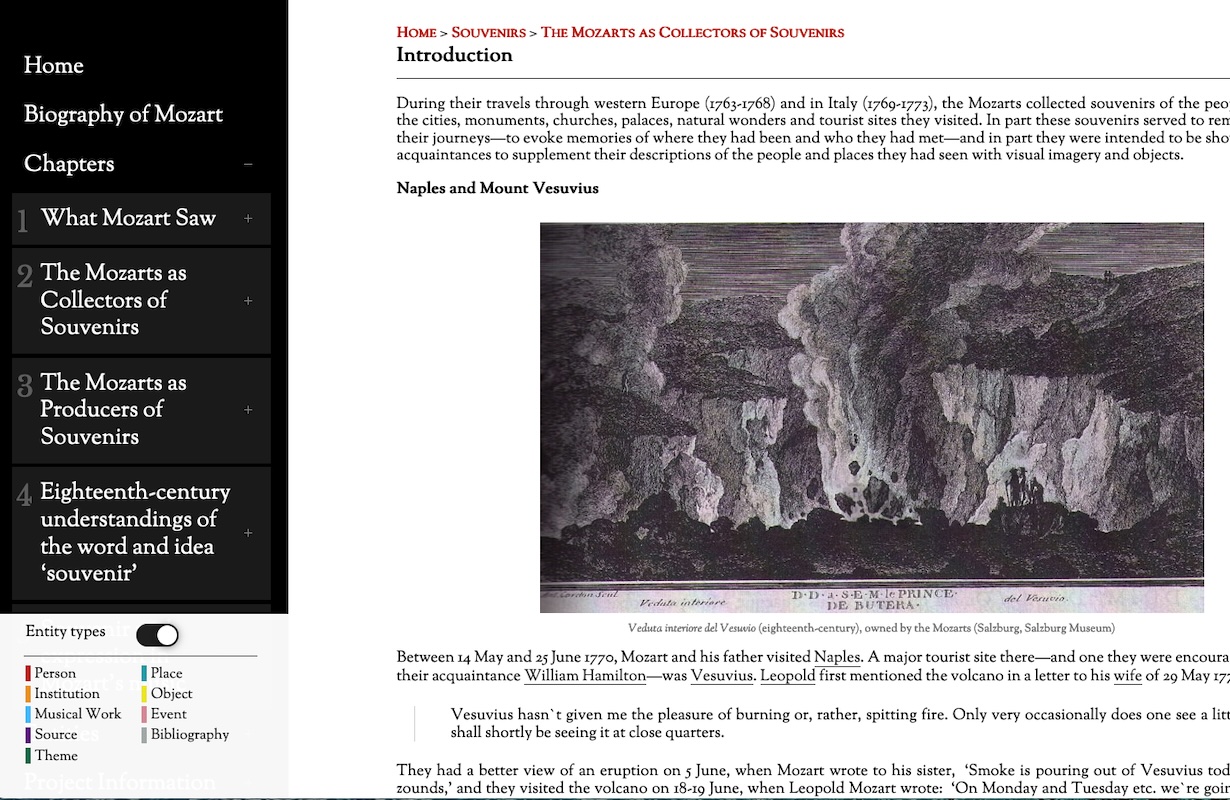 Home
Biography of Mozart
Chapters
1 What Mozart Saw
2 The Mozarts as
Collectors of
Souvenirs
3 The Mozarts as
Producers of
Souvenirs
4 Eighteenth-century
understandings of
the word and idea
‘souvenir’
Project Information
Entity types
Person
Place
Institution
Object
Musical Work
Event
Source
Bibliography
Theme
Home > Souvenirs > The Mozarts as Collectors of Souvenirs
Introduction
During their travels through western Europe (1763-1768) and in Italy (1769-1773), the Mozarts collected souvenirs of the peo
the cities, monuments, churches, palaces, natural wonders and tourist sites they visited. In part these souvenirs served to rem
their journeys—to evoke memories of where they had been and who they had met—and in part they were intended to be sho
acquaintances to supplement their descriptions of the people and places they had seen with visual imagery and objects.
Naples and Mount Vesuvius
Veduta interiore
D·D·a·S·E·M·le PRINCE·
DE BUTERA·
del Vesuvio
Veduta interiore del Vesuvio (eighteenth-century), owned by the Mozarts (Salzburg, Salzburg Museum)
Between 14 May and 25 June 1770, Mozart and his father visited Naples. A major tourist site there—and one they were encoura
their acquaintance William Hamilton—was Vesuvius. Leopold first mentioned the volcano in a letter to his wife of 29 May 177
Vesuvius hasn`t given me the pleasure of burning or, rather, spitting fire. Only very occasionally does one see a litt
shall shortly be seeing it at close quarters.
They had a better view of an eruption on 5 June, when Mozart wrote to his sister, ‘Smoke is pouring out of Vesuvius tod
zounds,’ and they visited the volcano on 18-19 June, when Leopold Mozart wrote: ‘On Monday and Tuesday etc. we`re goin